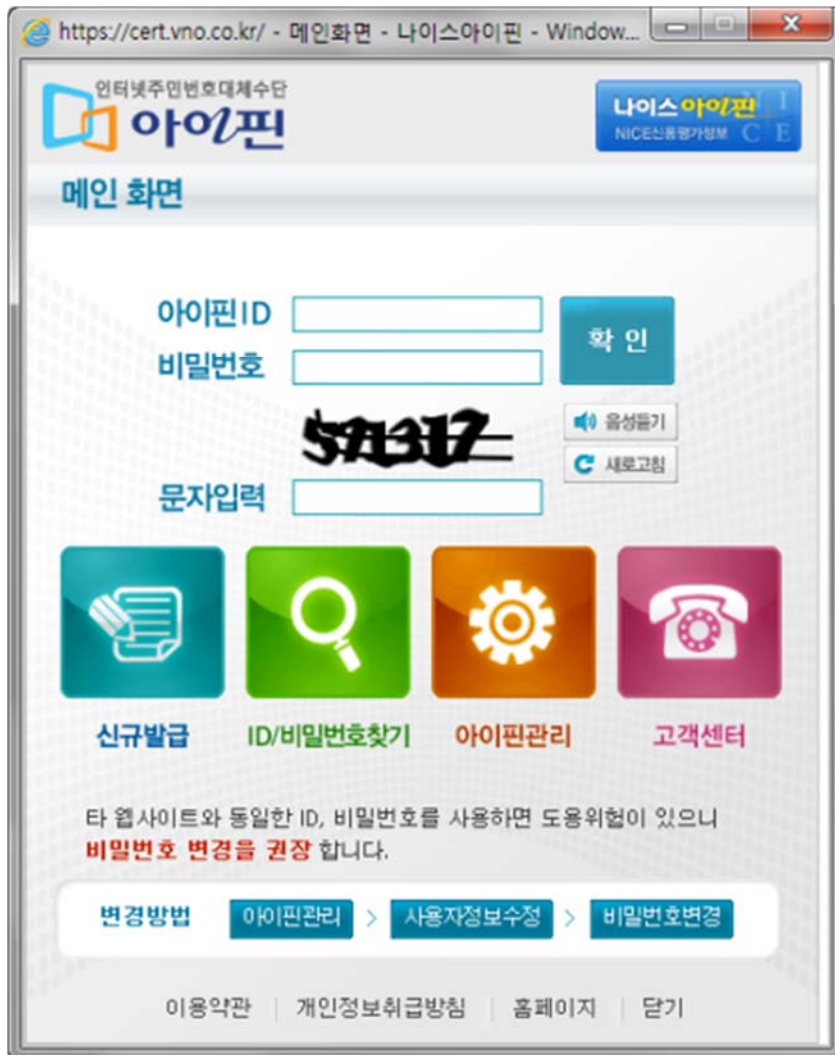 https://cert.vno.co.kr/ - 메인화면 - 나이스아이핀 - Window...
인터넷주민번호대체수단
아이핀
나이스아이핀
NICE신용평가정보
NICE
메인 화면
아이핀ID
확인
비밀번호
음성듣기
새로고침
문자입력
신규발급 ID/비밀번호찾기 아이핀관리 고객센터
타 웹사이트와 동일한 ID, 비밀번호를 사용하면 도용위험이 있으니
비밀번호 변경을 권장 합니다.
변경방법 아이핀관리 > 사용자정보수정 > 비밀번호변경
이용약관 | 개인정보취급방침 | 홈페이지 | 닫기